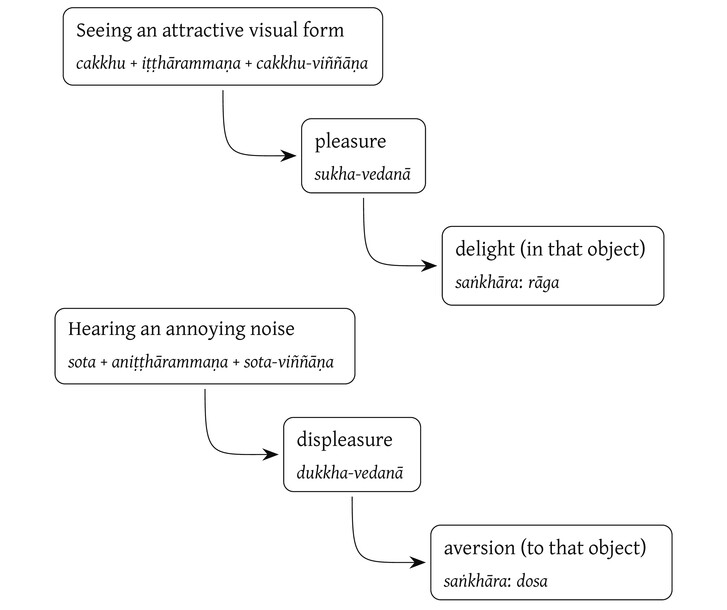 Seeing an attractive visual form
cakkhu + iṭṭhārammaṇa + cakkhu-viññāṇa
pleasure
sukha-vedanā
delight (in that object)
saṅkhāra: rāga
Hearing an annoying noise
sota + aniṭṭhārammaṇa + sota-viññāṇa
displeasure
dukkha-vedanā
aversion (to that object)
saṅkhāra: dosa